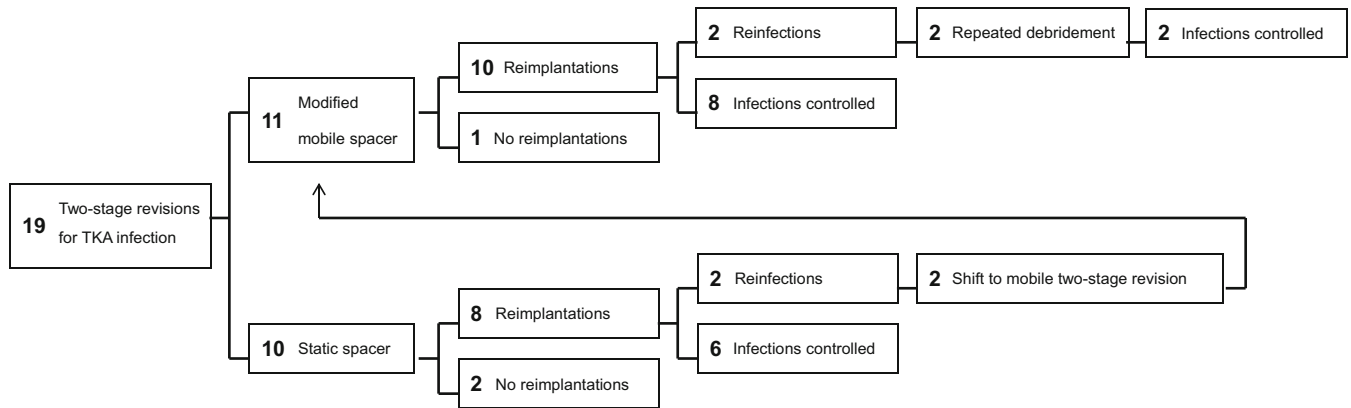 19 Two-stage revisions
for TKA infection
11 Modified
mobile spacer
10 Reimplantations
2 Reinfections
2 Repeated debridement
2 Infections controlled
8 Infections controlled
1 No reimplantations
10 Static spacer
8 Reimplantations
2 Reinfections
2 Shift to mobile two-stage revision
6 Infections controlled
2 No reimplantations